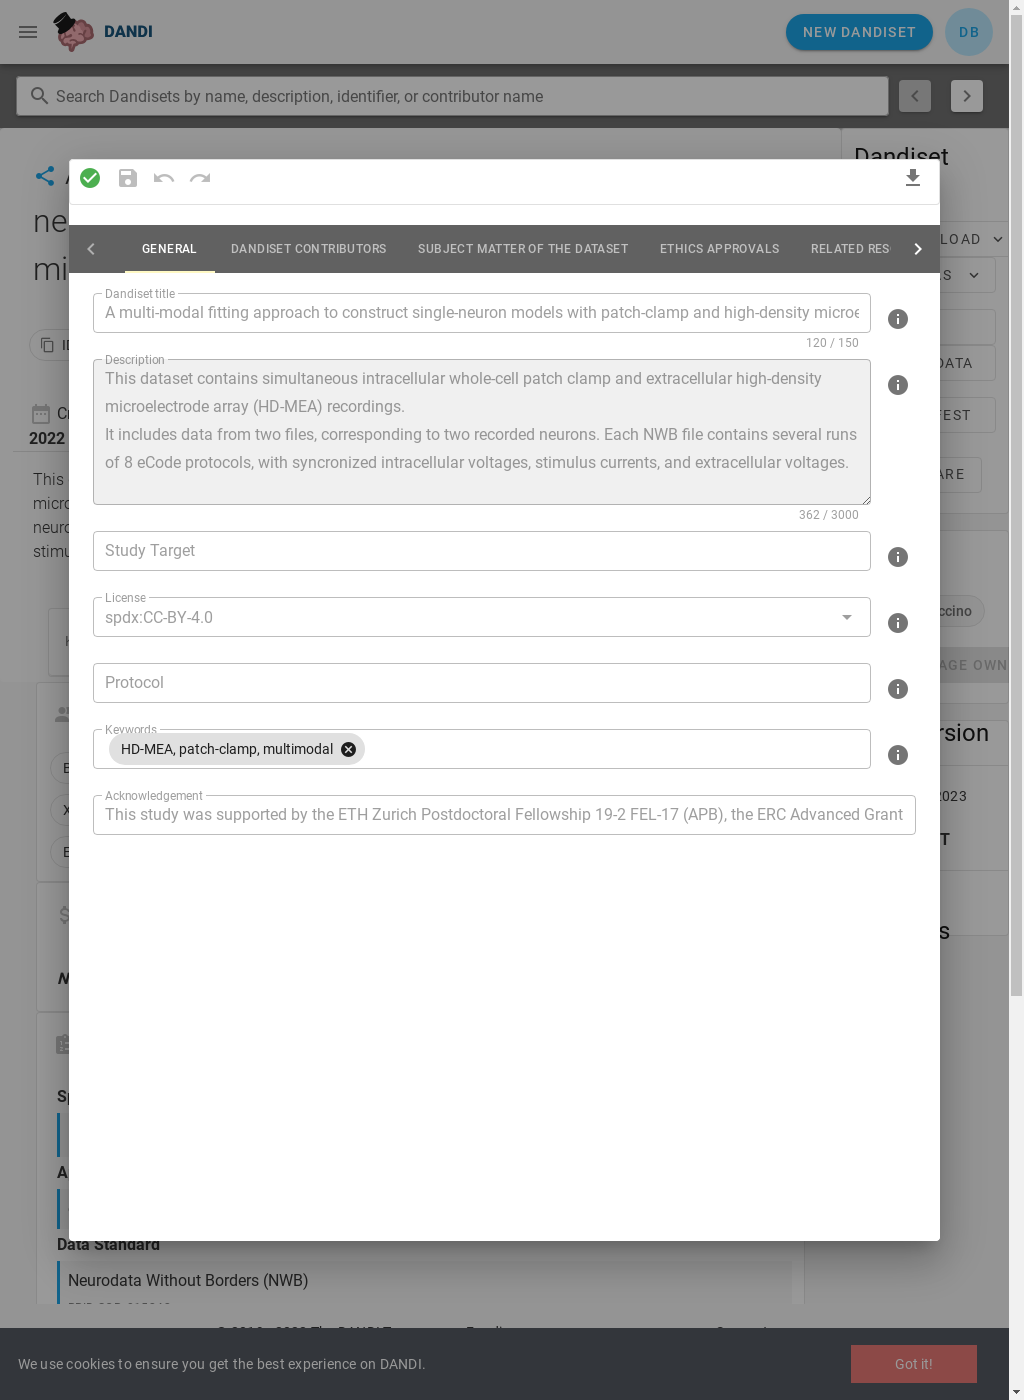 DANDI
NEW DANDISET
DB
Search Dandisets by name, description, identifier, or contributor name
Dandiset
ne
mi
LOAD
GENERAL
DANDISET CONTRIBUTORS
SUBJECT MATTER OF THE DATASET
ETHICS APPROVALS
RELATED RES
Dandiset title
A multi-modal fitting approach to construct single-neuron models with patch-clamp and high-density microe
120 / 150
Description
This dataset contains simultaneous intracellular whole-cell patch clamp and extracellular high-density
microelectrode array (HD-MEA) recordings.
It includes data from two files, corresponding to two recorded neurons. Each NWB file contains several runs
of 8 eCode protocols, with syncronized intracellular voltages, stimulus currents, and extracellular voltages.
362 / 3000
DATA
FEST
ARE
2022
This
micro
neuro
stimu
Study Target
License
spdx:CC-BY-4.0
ccino
Protocol
AGE OWN
Keywords
HD-MEA, patch-clamp, multimodal
rsion
Acknowledgement
This study was supported by the ETH Zurich Postdoctoral Fellowship 19-2 FEL-17 (APB), the ERC Advanced Grant
2023
T
s
Data Standard
Neurodata Without Borders (NWB)
We use cookies to ensure you get the best experience on DANDI.
Got it!